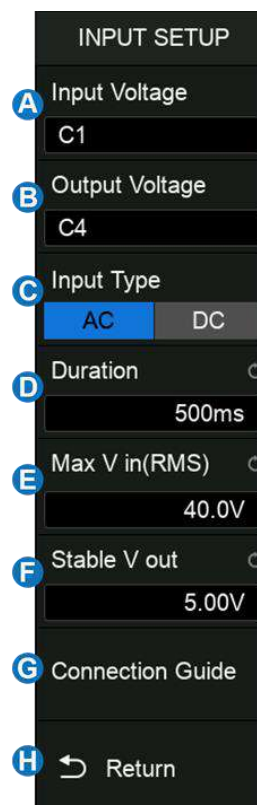 INPUT SETUP
A Input Voltage
C1
B Output Voltage
C4
C Input Type
AC DC
D Duration
500ms
E Max V in(RMS)
40.0V
F Stable V out
5.00V
G Connection Guide
H Return